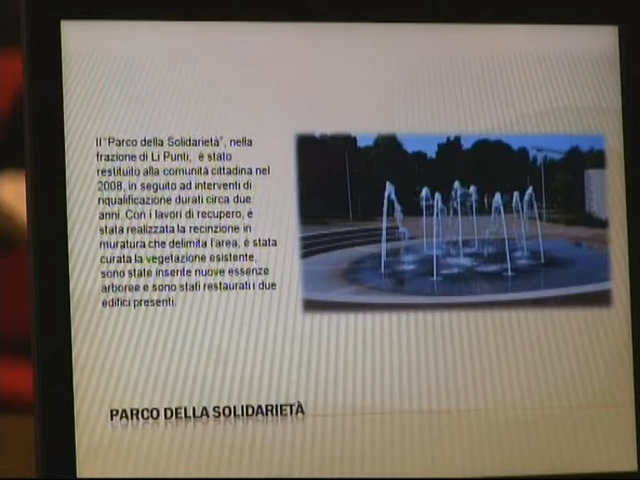 Il "Parco della Solidarietà", nella
frazione di Li Punti, è stato
restituito alla comunità cittadina nel
2008, in seguito ad interventi di
riqualificazione durati circa due
anni. Con i lavori di recupero, è
stata realizzata la recinzione in
muratura che delimita l'area, è stata
curata la vegetazione esistente,
sono state inserite nuove essenze
arboree e sono stati restaurati i due
edifici presenti.
PARCO DELLA SOLIDARIETÀ